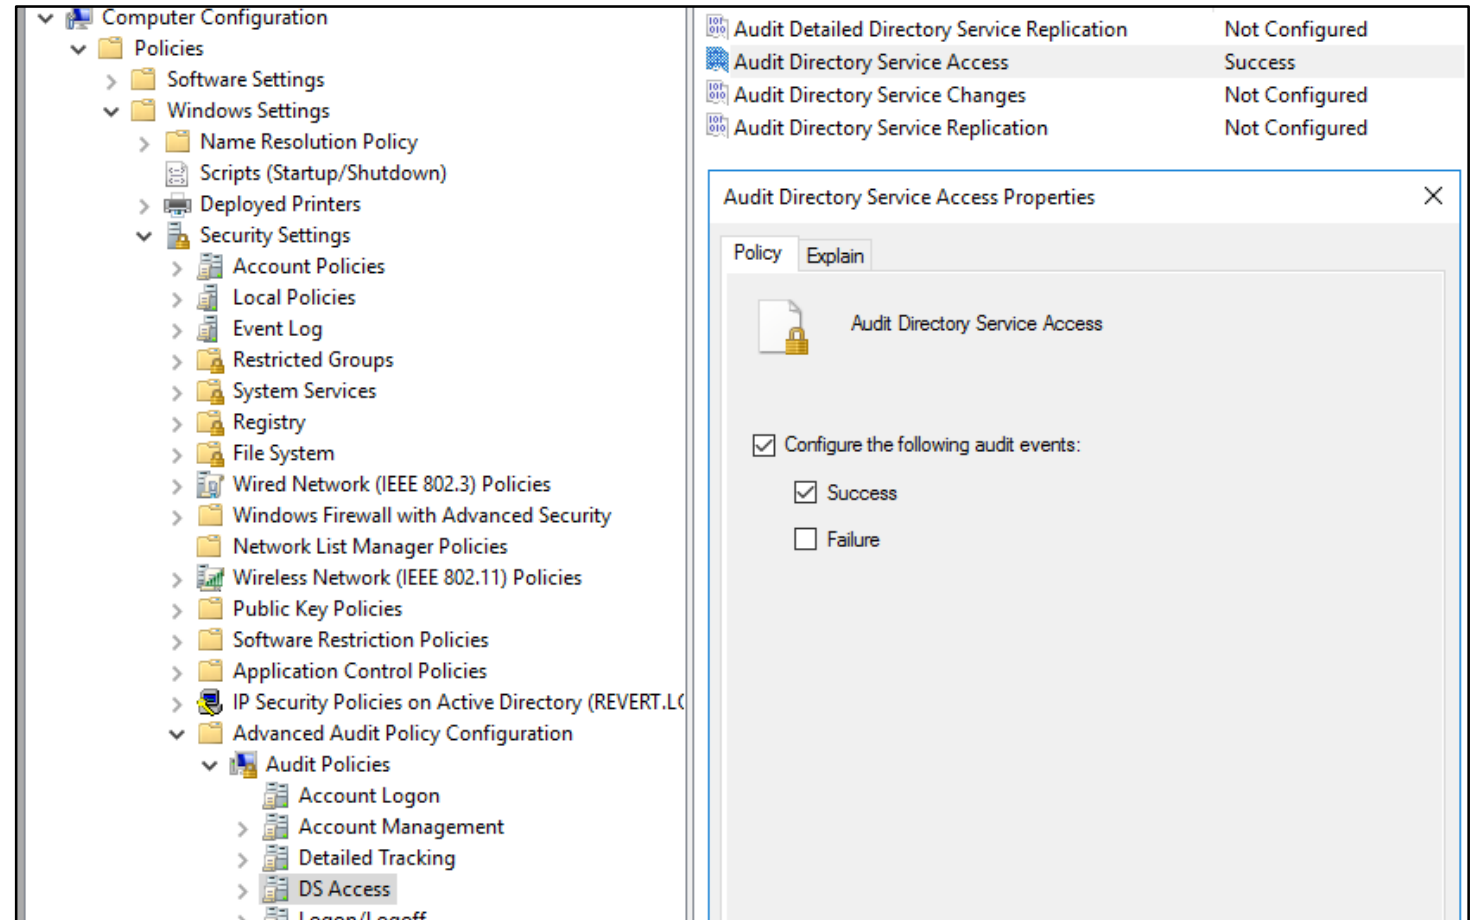 Computer Configuration
Policies
Software Settings
Windows Settings
Name Resolution Policy
Scripts (Startup/Shutdown)
Deployed Printers
Security Settings
Account Policies
Local Policies
Event Log
Restricted Groups
System Services
Registry
File System
Wired Network (IEEE 802.3) Policies
Windows Firewall with Advanced Security
Network List Manager Policies
Wireless Network (IEEE 802.11) Policies
Public Key Policies
Software Restriction Policies
Application Control Policies
IP Security Policies on Active Directory (REVERT.L
Advanced Audit Policy Configuration
Audit Policies
Account Logon
Account Management
Detailed Tracking
DS Access
Logon/Logoff
Audit Detailed Directory Service Replication Not Configured
Audit Directory Service Access Success
Audit Directory Service Changes Not Configured
Audit Directory Service Replication Not Configured
Audit Directory Service Access Properties
Policy Explain
Audit Directory Service Access
Configure the following audit events:
Success
Failure